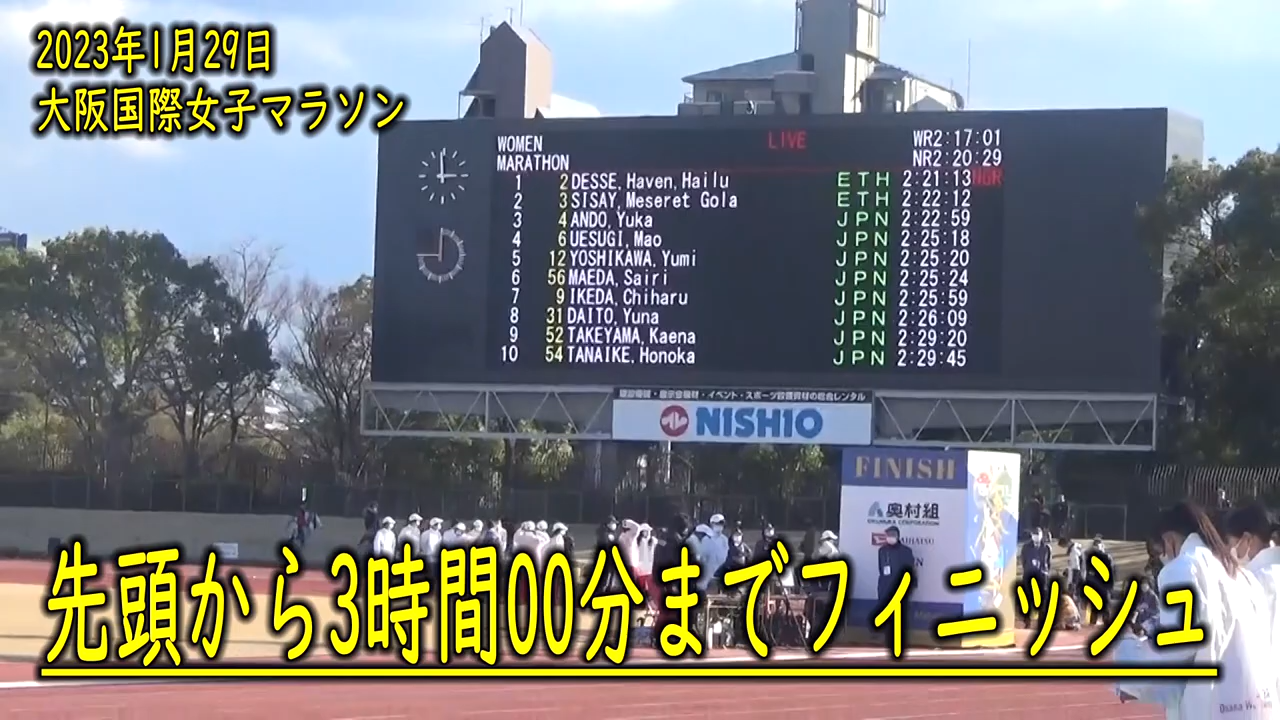 2023年1月29日
大阪国際女子マラソン
WOMEN LIVE WR2:17:01
MARATHON NR2:20:29
1 2 DESSE, Haven, Hailu ETH 2:21:13 NGR
2 3 SISAY, Meseret Gola ETH 2:22:12
3 4 ANDO, Yuka JPN 2:22:59
4 6 UESUGI, Mao JPN 2:25:18
5 12 YOSHIKAWA, Yumi JPN 2:25:20
6 56 MAEDA, Sairi JPN 2:25:24
7 9 IKEDA, Chiharu JPN 2:25:59
8 31 DAITO, Yuna JPN 2:26:09
9 52 TAKEYAMA, Kaena JPN 2:29:20
10 54 TANAIKE, Honoka JPN 2:29:45
NISHIO
FINISH
奥村組
OKUMURA CORPORATION
DAIHATSU
先頭から3時間00分までフィニッシュ